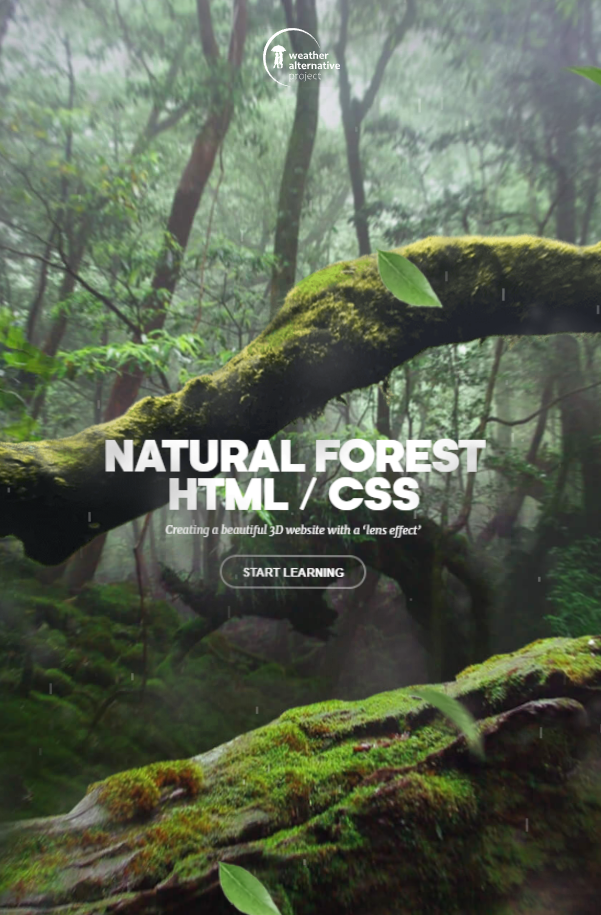 weather
alternative
project
NATURAL FOREST
HTML / CSS
Creating a beautiful 3D website with a ‘lens effect’
START LEARNING